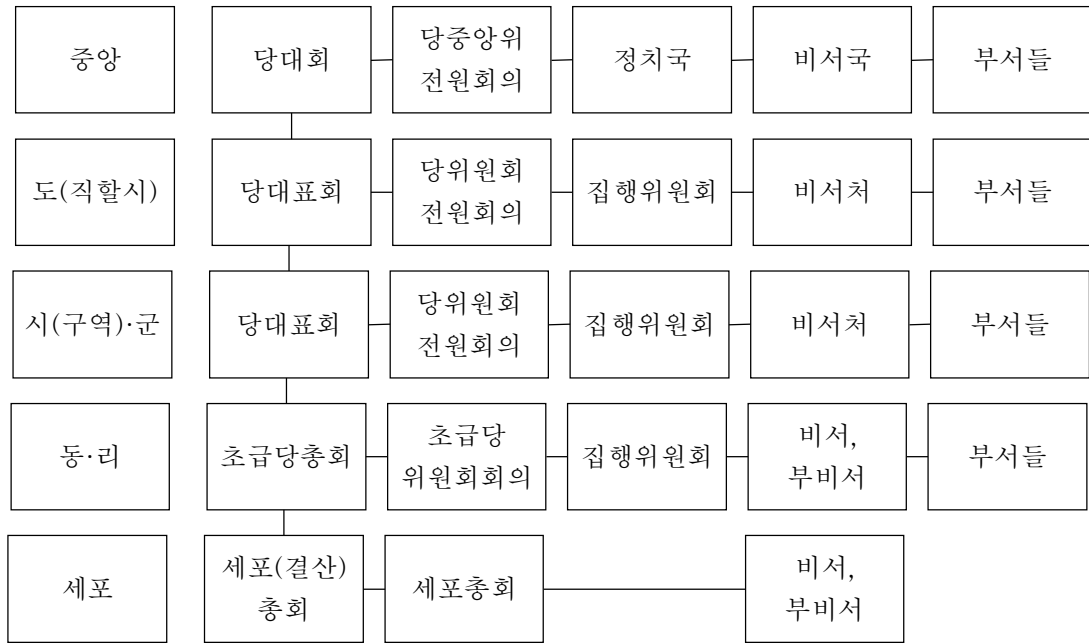 중앙
당대회
당중앙위
전원회의
정치국
비서국
부서들
도(직할시)
당대표회
당위원회
전원회의
집행위원회
비서처
부서들
시(구역)·군
당대표회
당위원회
전원회의
집행위원회
비서처
부서들
동·리
초급당총회
초급당
위원회회의
집행위원회
비서,
부비서
부서들
세포
세포(결산)
총회
세포총회
비서,
부비서